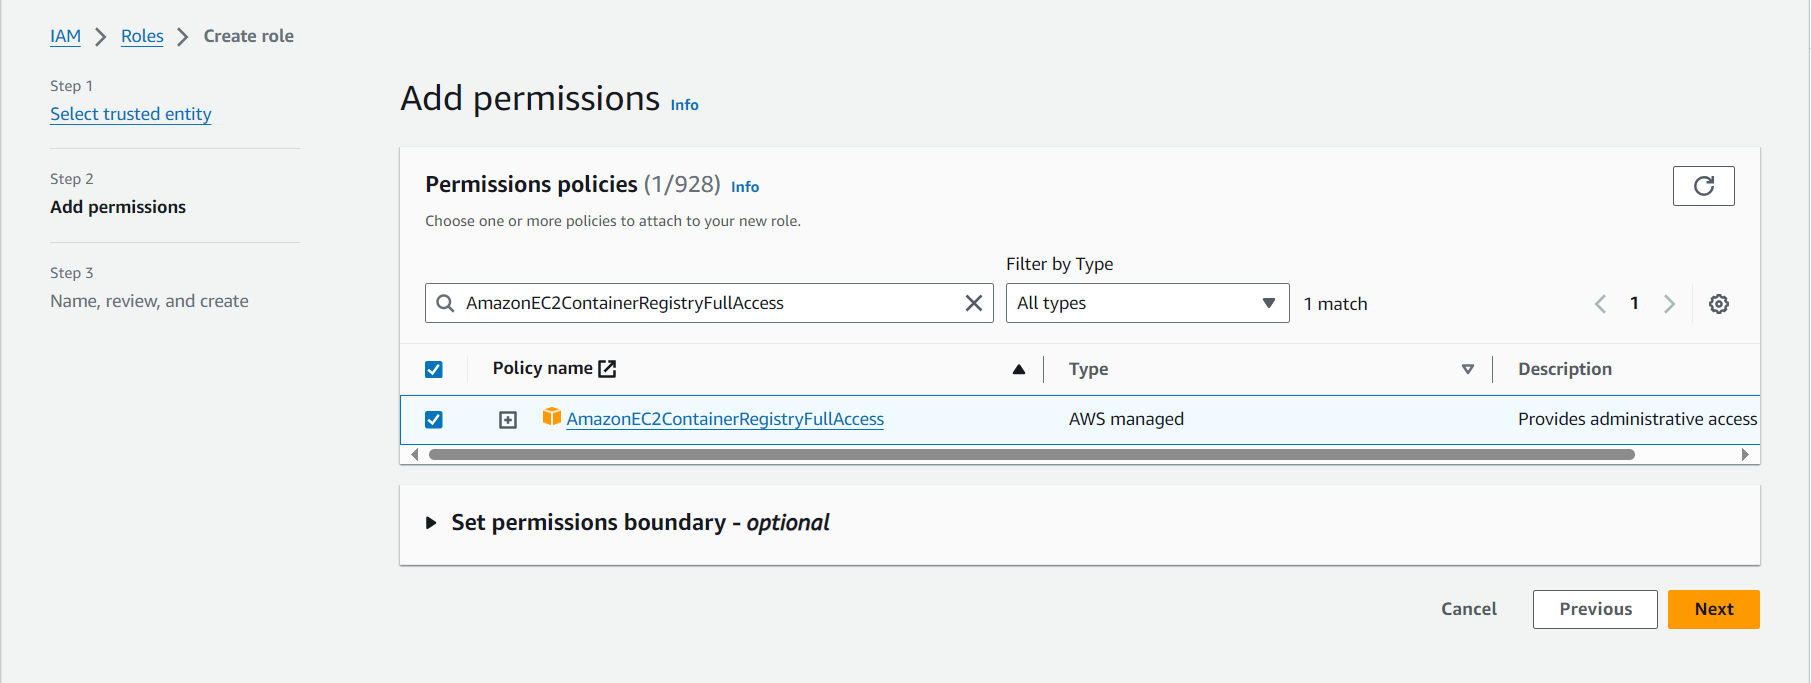 IAM > Roles > Create role
Step 1
Select trusted entity
Step 2
Add permissions
Step 3
Name, review, and create
Add permissions Info
Permissions policies (1/928) Info
Choose one or more policies to attach to your new role.
Filter by Type
AmazonEC2ContainerRegistryFullAccess All types 1 match 1
Policy name Type Description
AmazonEC2ContainerRegistryFullAccess AWS managed Provides administrative access
Set permissions boundary - optional
Cancel Previous Next